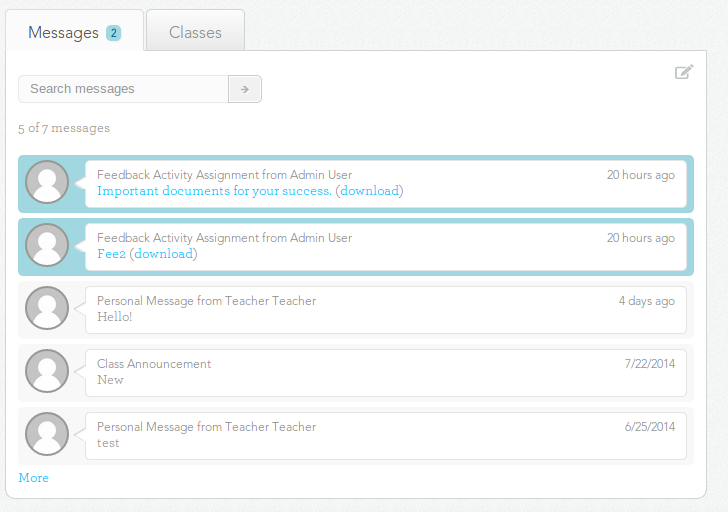 Messages 2 Classes
Search messages
5 of 7 messages
Feedback Activity Assignment from Admin User 20 hours ago
Important documents for your success. (download)
Feedback Activity Assignment from Admin User 20 hours ago
Fee2 (download)
Personal Message from Teacher Teacher 4 days ago
Hello!
Class Announcement 7/22/2014
New
Personal Message from Teacher Teacher 6/25/2014
test
More